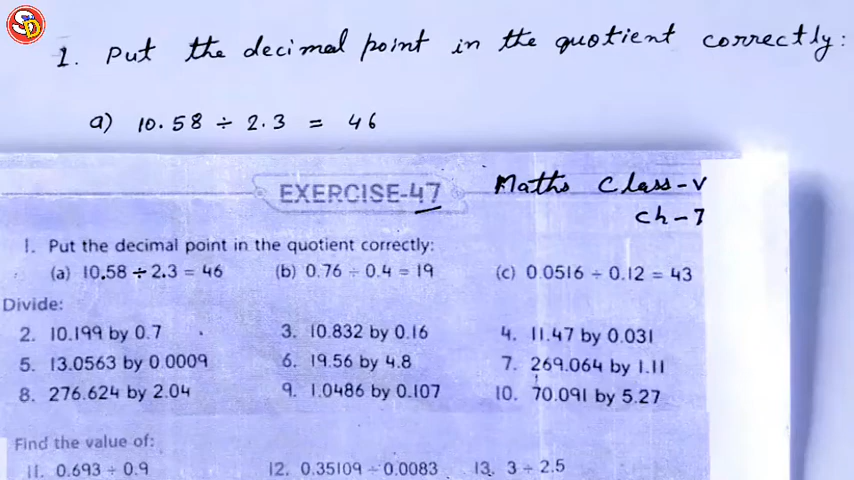 SD
1. Put the decimal point in the quotient correctly:
a) 10.58 ÷ 2.3 = 46
EXERCISE-47
Maths Class-V
Ch-7
1. Put the decimal point in the quotient correctly:
(a) 10.58 ÷ 2.3 = 46 (b) 0.76 ÷ 0.4 = 19 (c) 0.0516 ÷ 0.12 = 43
Divide:
2. 10.199 by 0.7 3. 10.832 by 0.16 4. 11.47 by 0.031
5. 13.0563 by 0.0009 6. 19.56 by 4.8 7. 269.064 by 1.11
8. 276.624 by 2.04 9. 1.0486 by 0.107 10. 70.091 by 5.27
Find the value of:
11. 0.693 ÷ 0.9 12. 0.35109 ÷ 0.0083 13. 3 ÷ 2.5